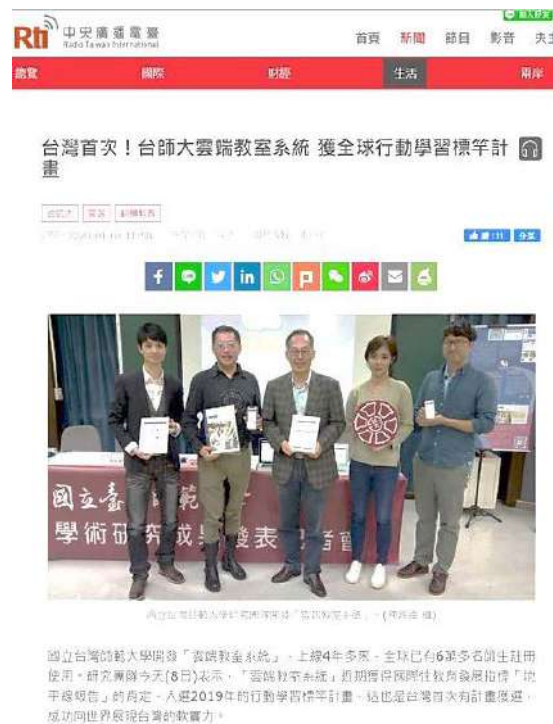 Rti 中央廣播電臺
Radio Taiwan International
首頁 新聞 節目 影音
總覽 國際 財經 生活 兩岸
台灣首次！台師大雲端教室系統 獲全球行動學習標竿計
畫
分享
國立臺
範
學術研究成果發表記者會
國立台灣師範大學開發「雲端教室系統」，上線4年多來，全球已有6萬多名師生註冊
使用。研究團隊今天(8日)表示，「雲端教室系統」近期獲得國際性教育發展指標「地
平線報告」的肯定，入選2019年的行動學習標竿計畫，這也是台灣首次有計畫獲選，
成功向世界展現台灣的軟實力。